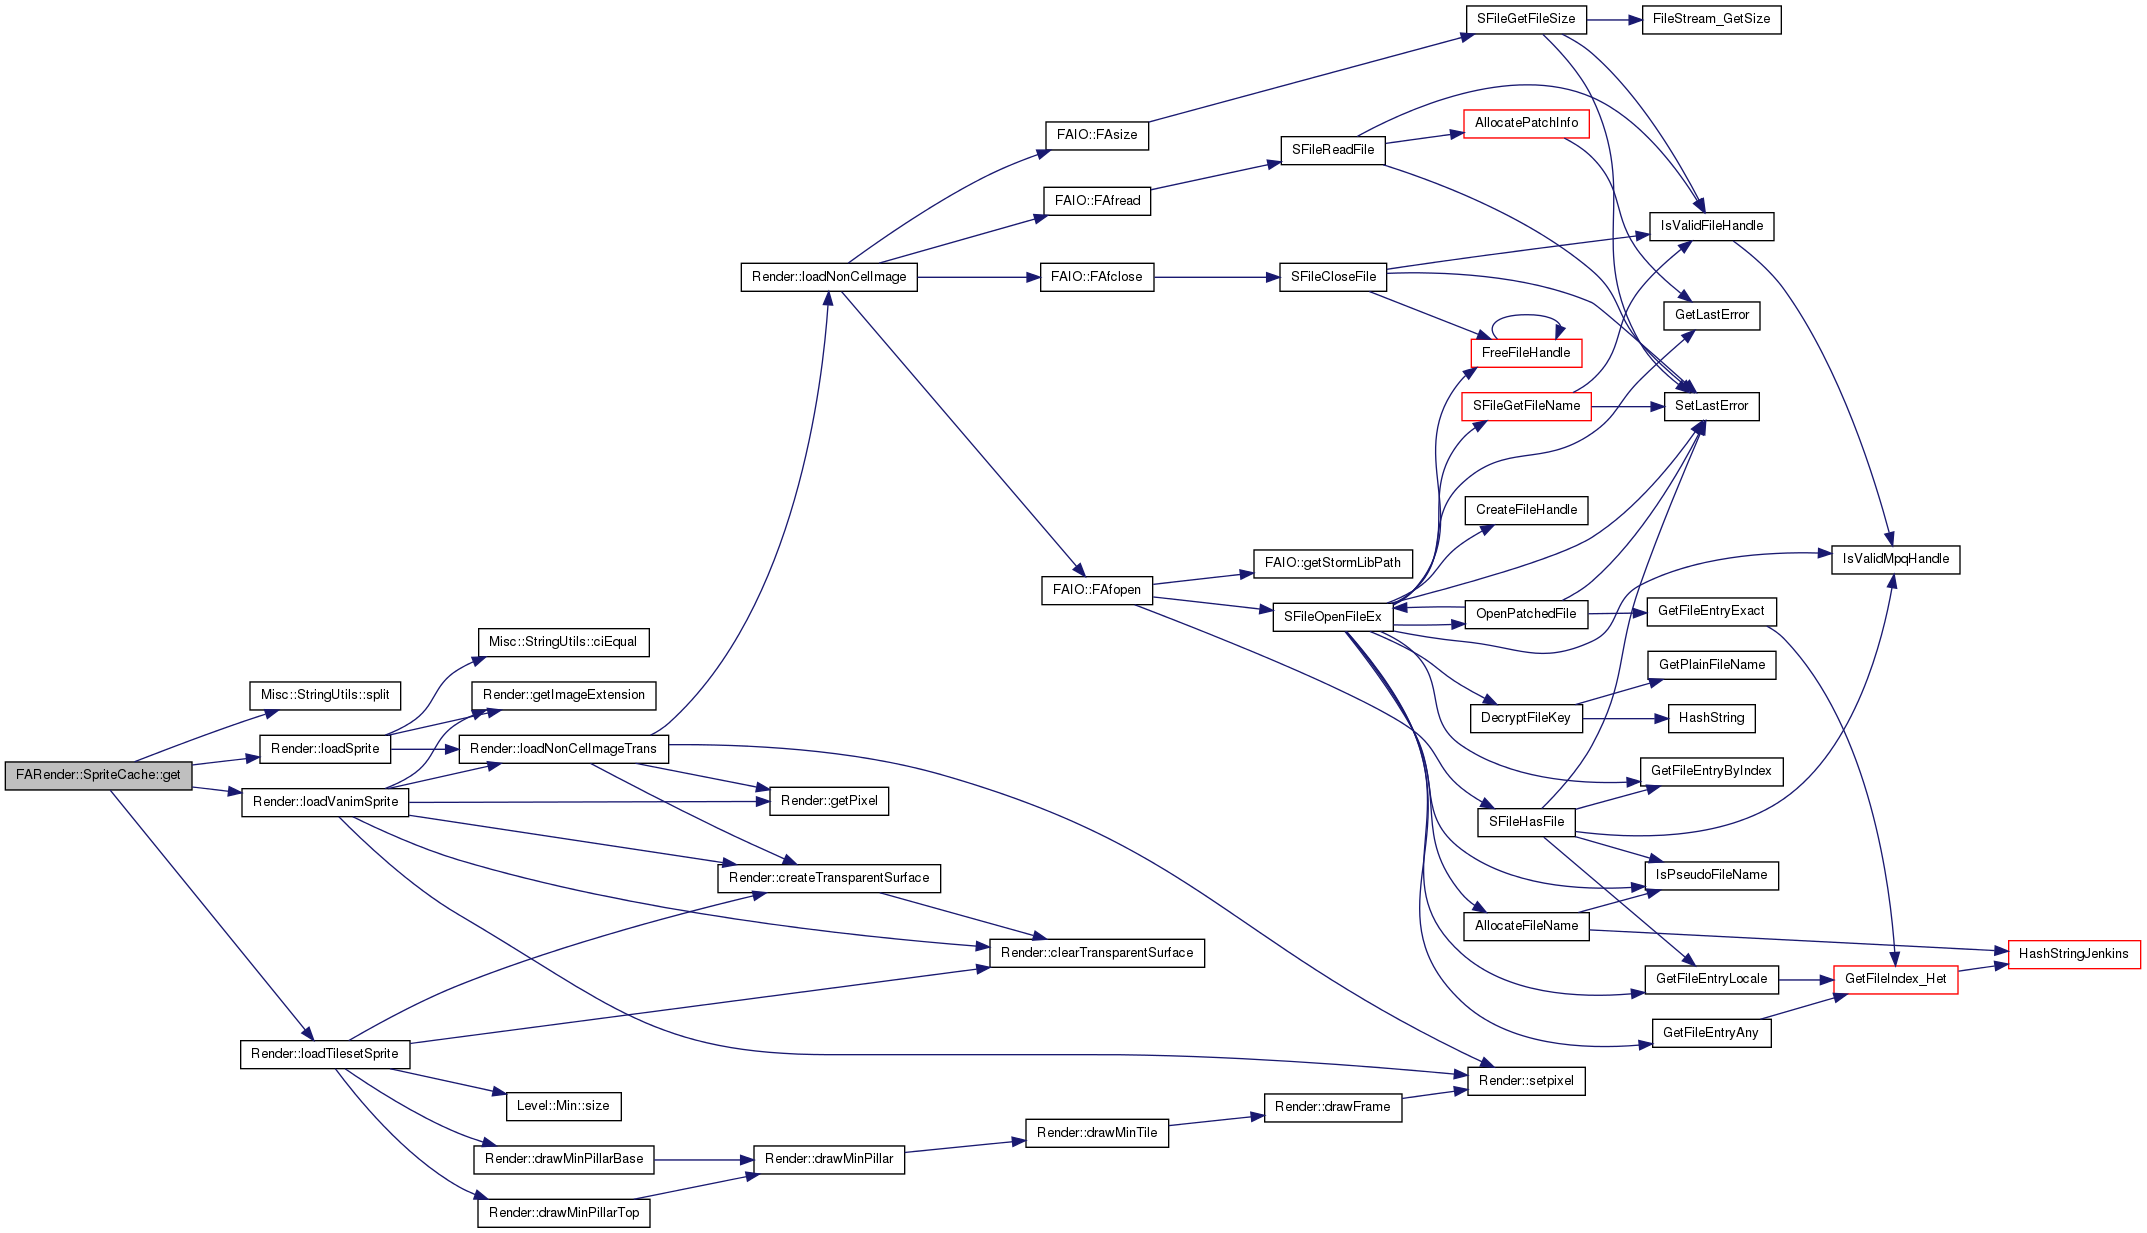 SFileGetFileSize
FileStream_GetSize
AllocatePatchInfo
FAIO::FAsize
SFileReadFile
FAIO::FAfread
IsValidFileHandle
Render::loadNonCelImage
FAIO::FAfclose
SFileCloseFile
GetLastError
FreeFileHandle
SFileGetFileName
SetLastError
CreateFileHandle
FAIO::getStormLibPath
IsValidMpqHandle
FAIO::FAfopen
SFileOpenFileEx
OpenPatchedFile
GetFileEntryExact
Misc::StringUtils::ciEqual
GetPlainFileName
Misc::StringUtils::split
Render::getImageExtension
DecryptFileKey
HashString
Render::loadSprite
Render::loadNonCelImageTrans
FARender::SpriteCache::get
GetFileEntryByIndex
Render::loadVanimSprite
Render::getPixel
SFileHasFile
Render::createTransparentSurface
IsPseudoFileName
AllocateFileName
Render::clearTransparentSurface
HashStringJenkins
GetFileEntryLocale
GetFileIndex_Het
GetFileEntryAny
Render::loadTilesetSprite
Render::setpixel
Level::Min::size
Render::drawFrame
Render::drawMinTile
Render::drawMinPillarBase
Render::drawMinPillar
Render::drawMinPillarTop